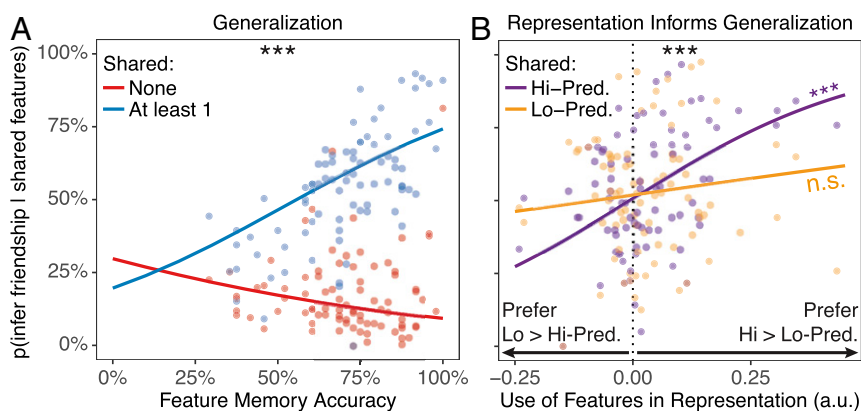 A
Generalization
p(infer friendship | shared features)
100%
75%
50%
25%
0%
***
Shared:
None
At least 1
0%
25%
50%
75%
100%
Feature Memory Accuracy
B
Representation Informs Generalization
***
Shared:
Hi–Pred.
Lo–Pred.
***
n.s.
Prefer
Lo > Hi-Pred.
Prefer
Hi > Lo-Pred.
−0.25
0.00
0.25
Use of Features in Representation (a.u.)